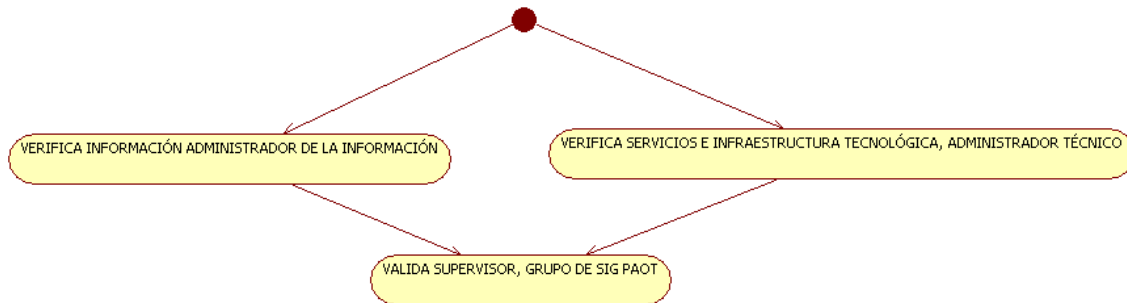 VERIFICA INFORMACIÓN ADMINISTRADOR DE LA INFORMACIÓN
VERIFICA SERVICIOS E INFRAESTRUCTURA TECNOLÓGICA, ADMINISTRADOR TÉCNICO
VALIDA SUPERVISOR, GRUPO DE SIG PAOT